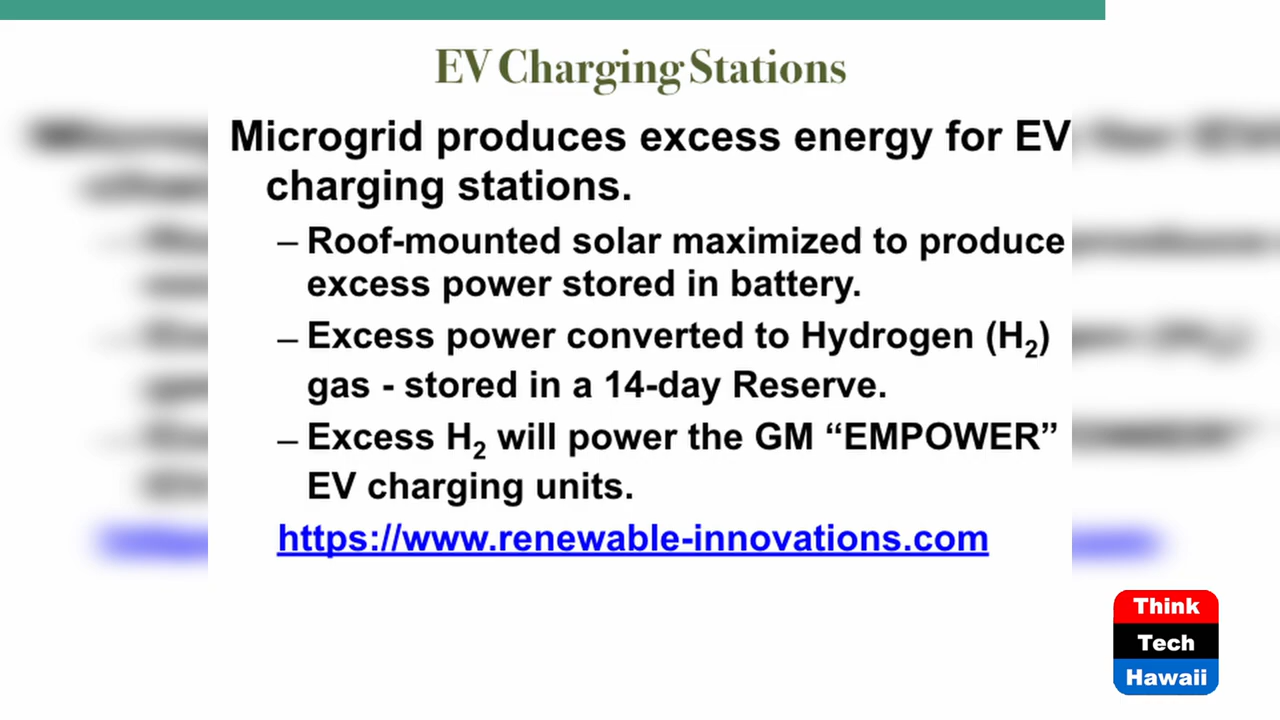 EV Charging Stations
Microgrid produces excess energy for EV
charging stations.
– Roof-mounted solar maximized to produce
excess power stored in battery.
– Excess power converted to Hydrogen (H₂)
gas - stored in a 14-day Reserve.
– Excess H₂ will power the GM “EMPOWER”
EV charging units.
https://www.renewable-innovations.com
Think
Tech
Hawaii